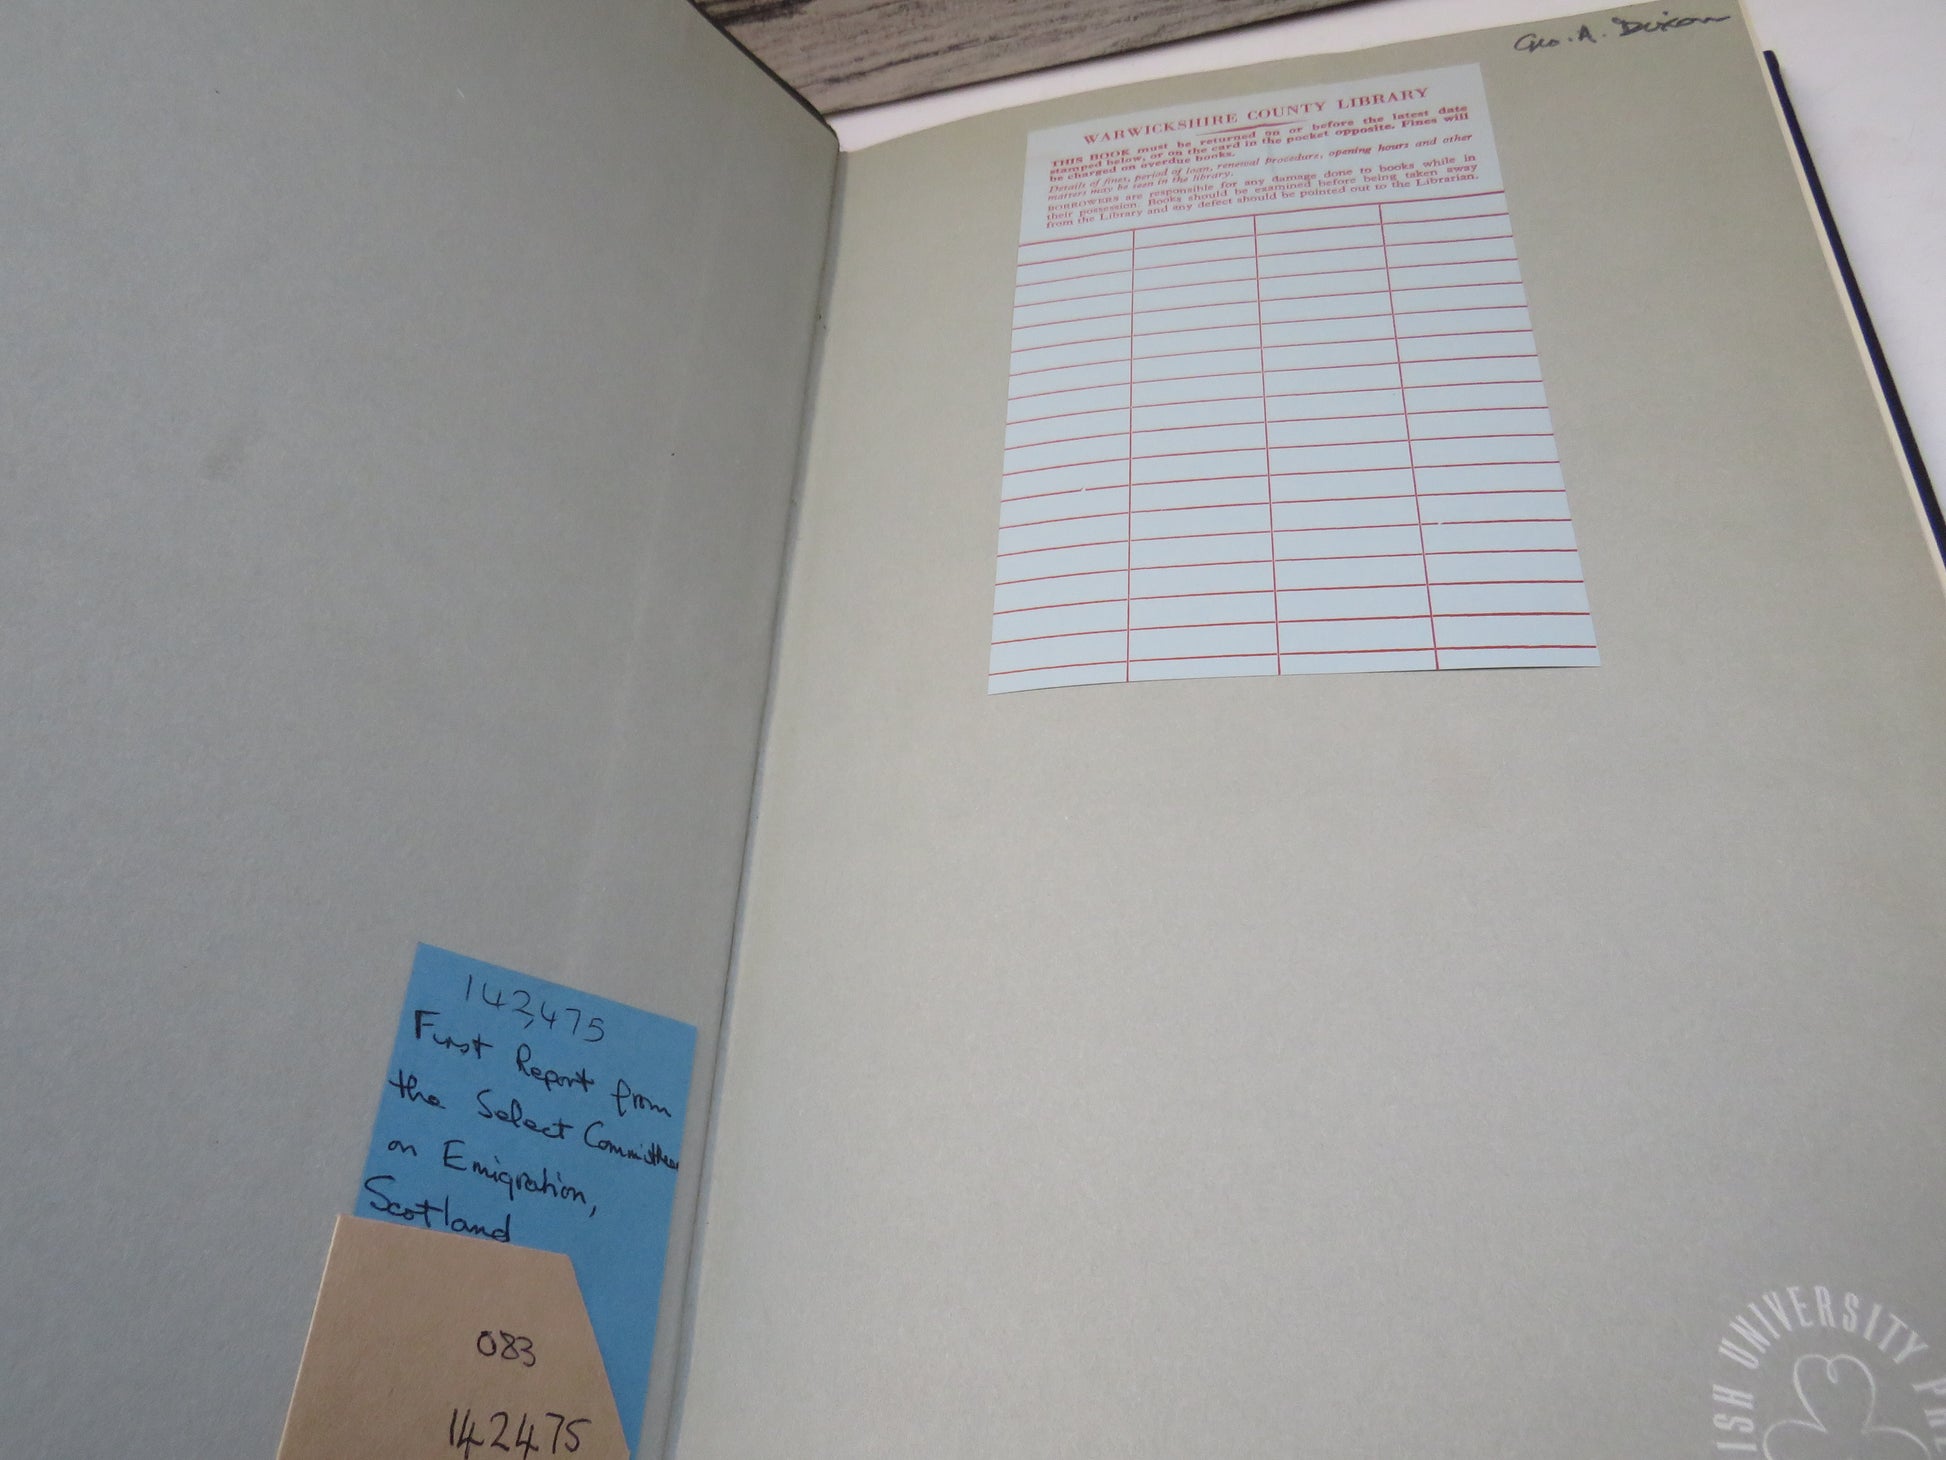 Geo. A. Dixon
WARWICKSHIRE COUNTY LIBRARY
THIS BOOK must be returned on or before the latest date
stamped below, or on the card in the pocket opposite. Fines will
be charged on overdue books.
Details of fines, period of loan, renewal procedure, opening hours and other
matters may be seen in the library.
BORROWERS are responsible for any damage done to books while in
their possession. Books should be examined before being taken away
from the Library and any defect should be pointed out to the Librarian.
142,475
First Report from
the Select Committee
on Emigration,
Scotland
083
142475
ISH UNIVERSITY PRE